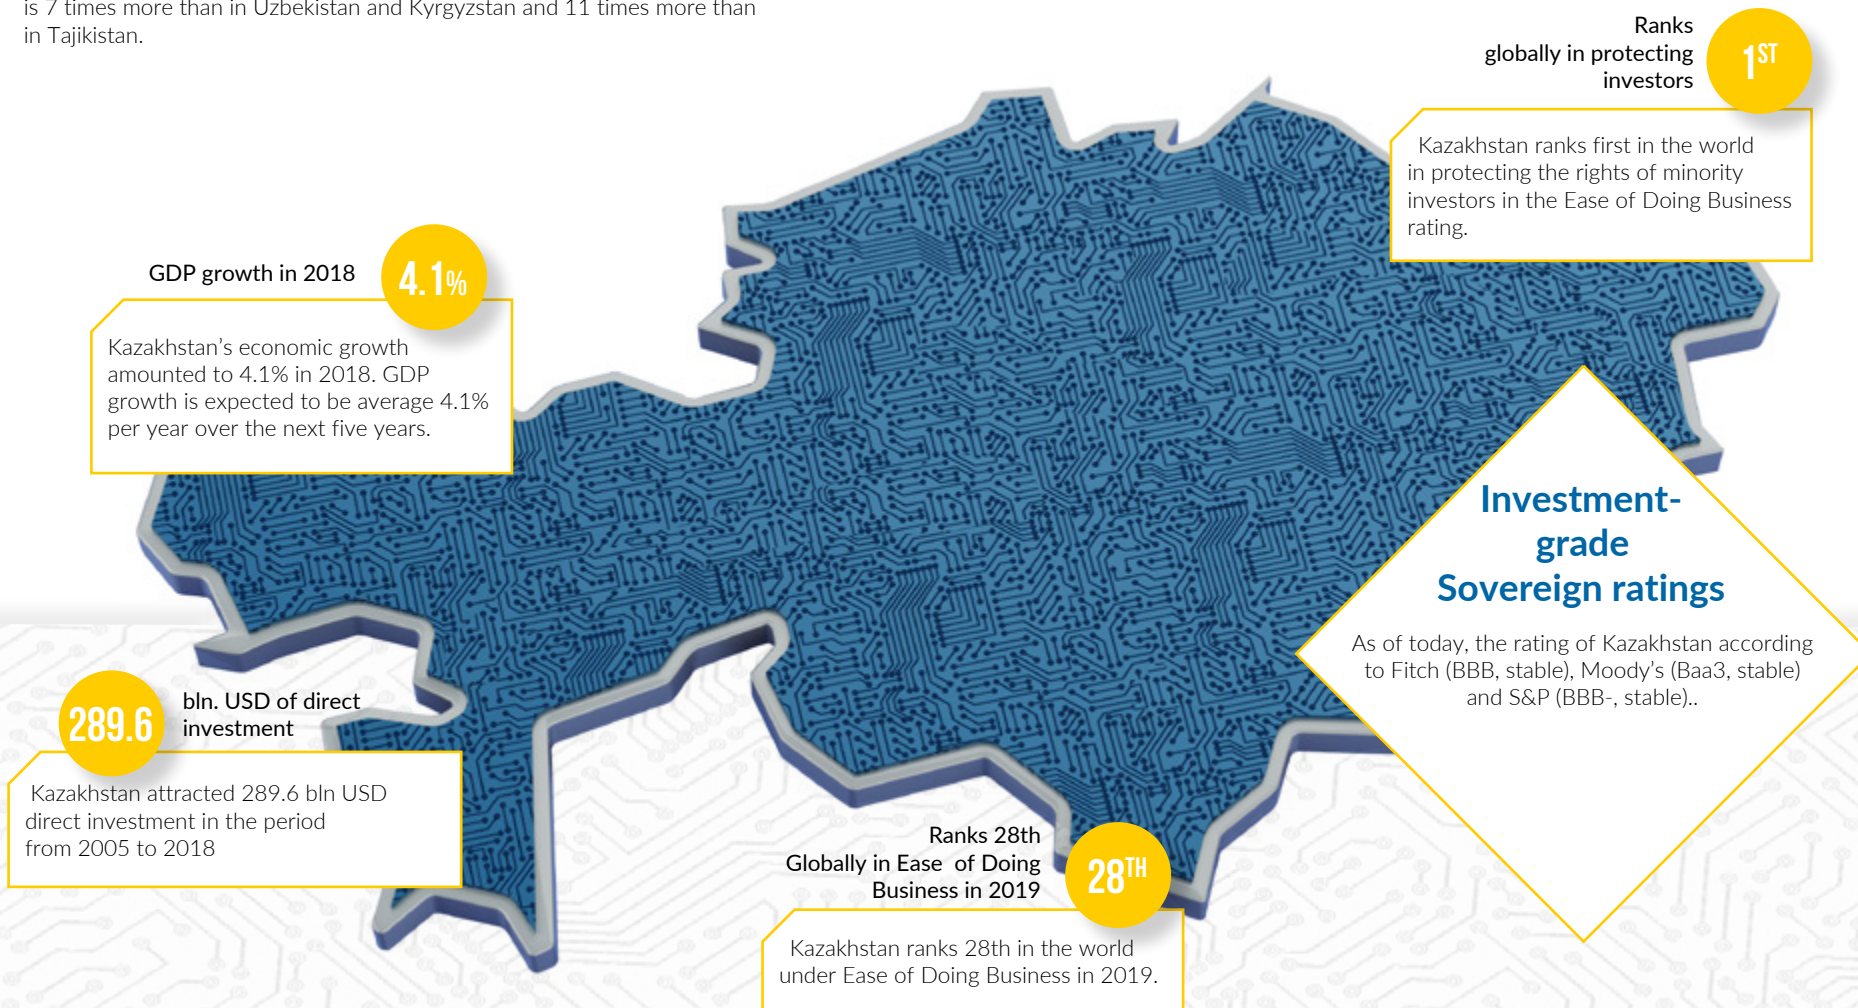 is 7 times more than in Uzbekistan and Kyrgyzstan and 11 times more than
in Tajikistan.
Ranks
globally in protecting
investors
1ST
Kazakhstan ranks first in the world
in protecting the rights of minority
investors in the Ease of Doing Business
rating.
GDP growth in 2018
4.1%
Kazakhstan’s economic growth
amounted to 4.1% in 2018. GDP
growth is expected to be average 4.1%
per year over the next five years.
Investment-
grade
Sovereign ratings
As of today, the rating of Kazakhstan according
to Fitch (BBB, stable), Moody’s (Baa3, stable)
and S&P (BBB-, stable)..
289.6
bln. USD of direct
investment
Kazakhstan attracted 289.6 bln USD
direct investment in the period
from 2005 to 2018
Ranks 28th
Globally in Ease of Doing
Business in 2019
28TH
Kazakhstan ranks 28th in the world
under Ease of Doing Business in 2019.